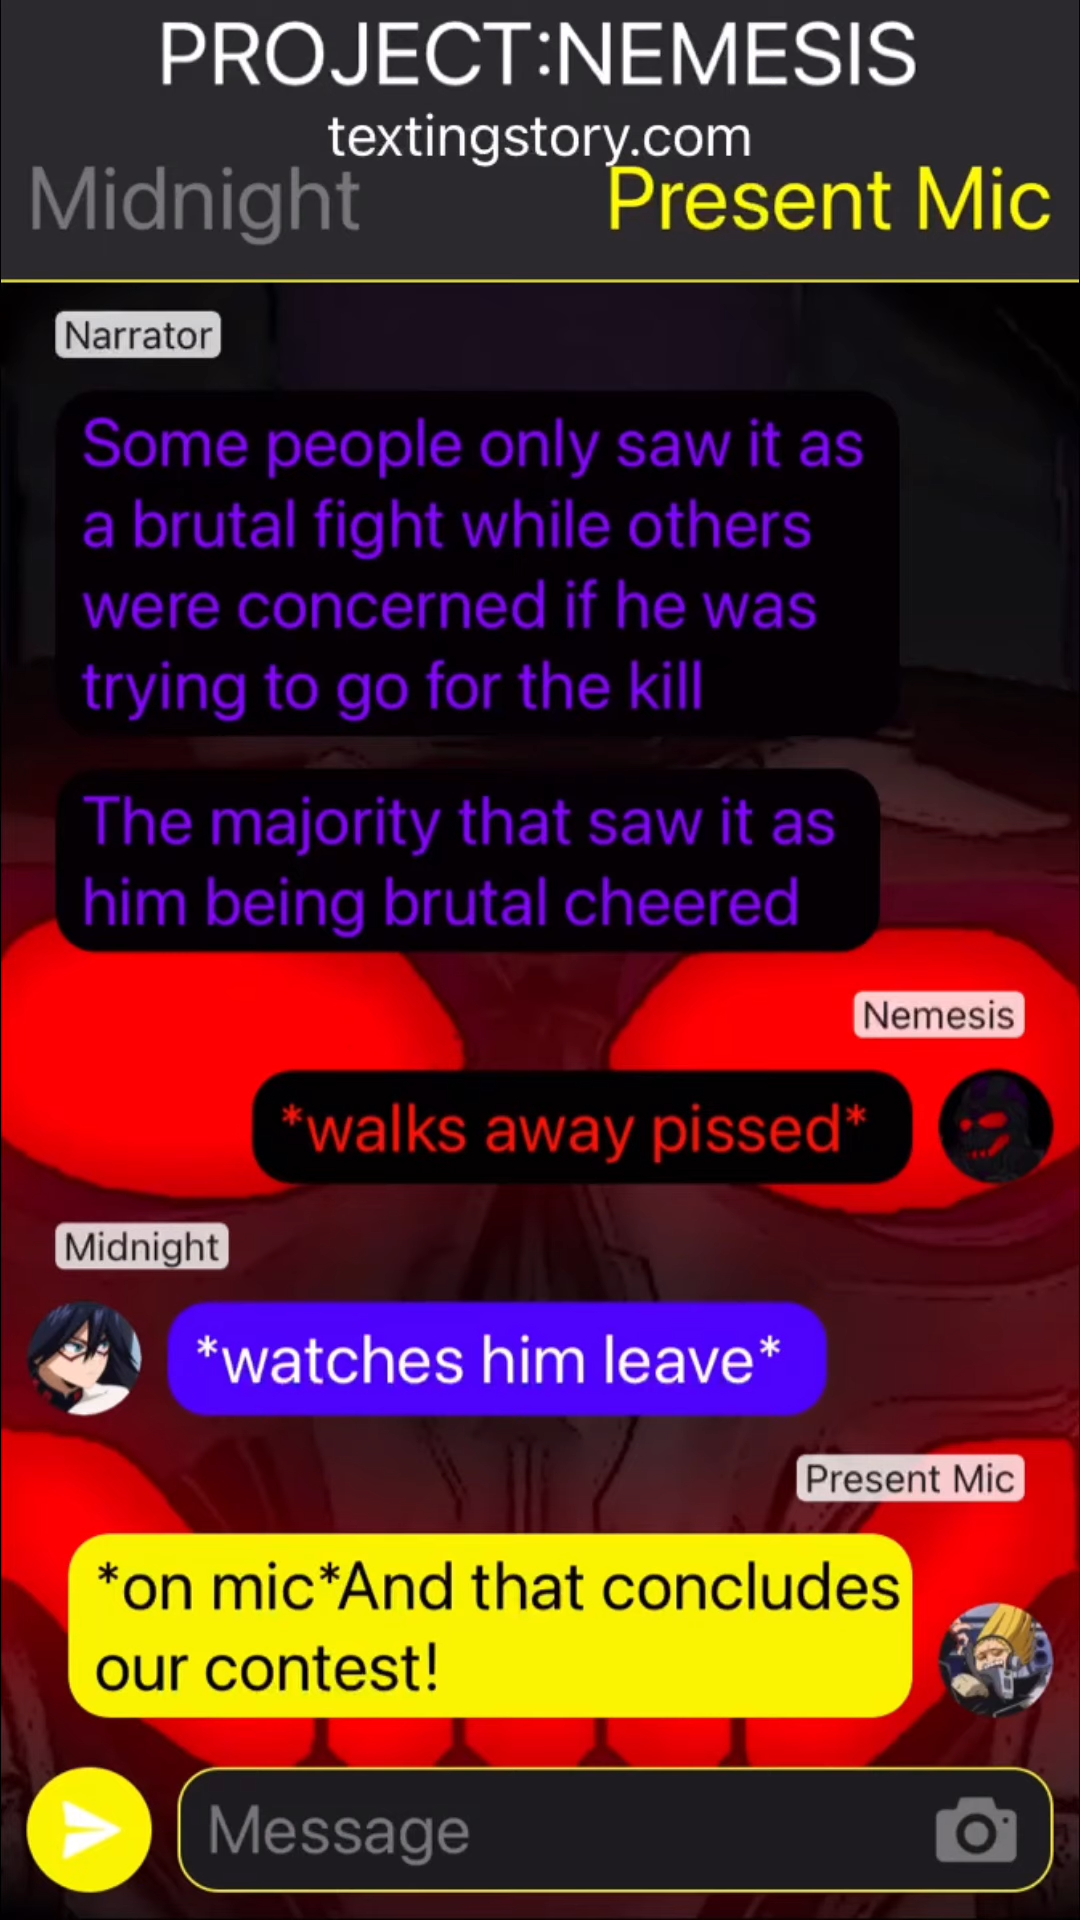 PROJECT:NEMESIS
textingstory.com
Midnight
Present Mic
Narrator
Some people only saw it as
a brutal fight while others
were concerned if he was
trying to go for the kill
The majority that saw it as
him being brutal cheered
Nemesis
*walks away pissed*
Midnight
*watches him leave*
Present Mic
*on mic*And that concludes
our contest!
Message